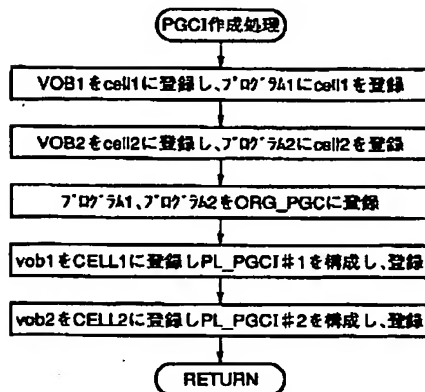 PGCI作成処理
VOB1をcell1に登録し、ﾌﾟﾛｸﾞﾗﾑ1にcell1を登録
VOB2をcell2に登録し、ﾌﾟﾛｸﾞﾗﾑ2にcell2を登録
ﾌﾟﾛｸﾞﾗﾑ1、ﾌﾟﾛｸﾞﾗﾑ2をORG_PGCに登録
vob1をCELL1に登録しPL_PGCI#1を構成し、登録
vob2をCELL2に登録しPL_PGCI#2を構成し、登録
RETURN